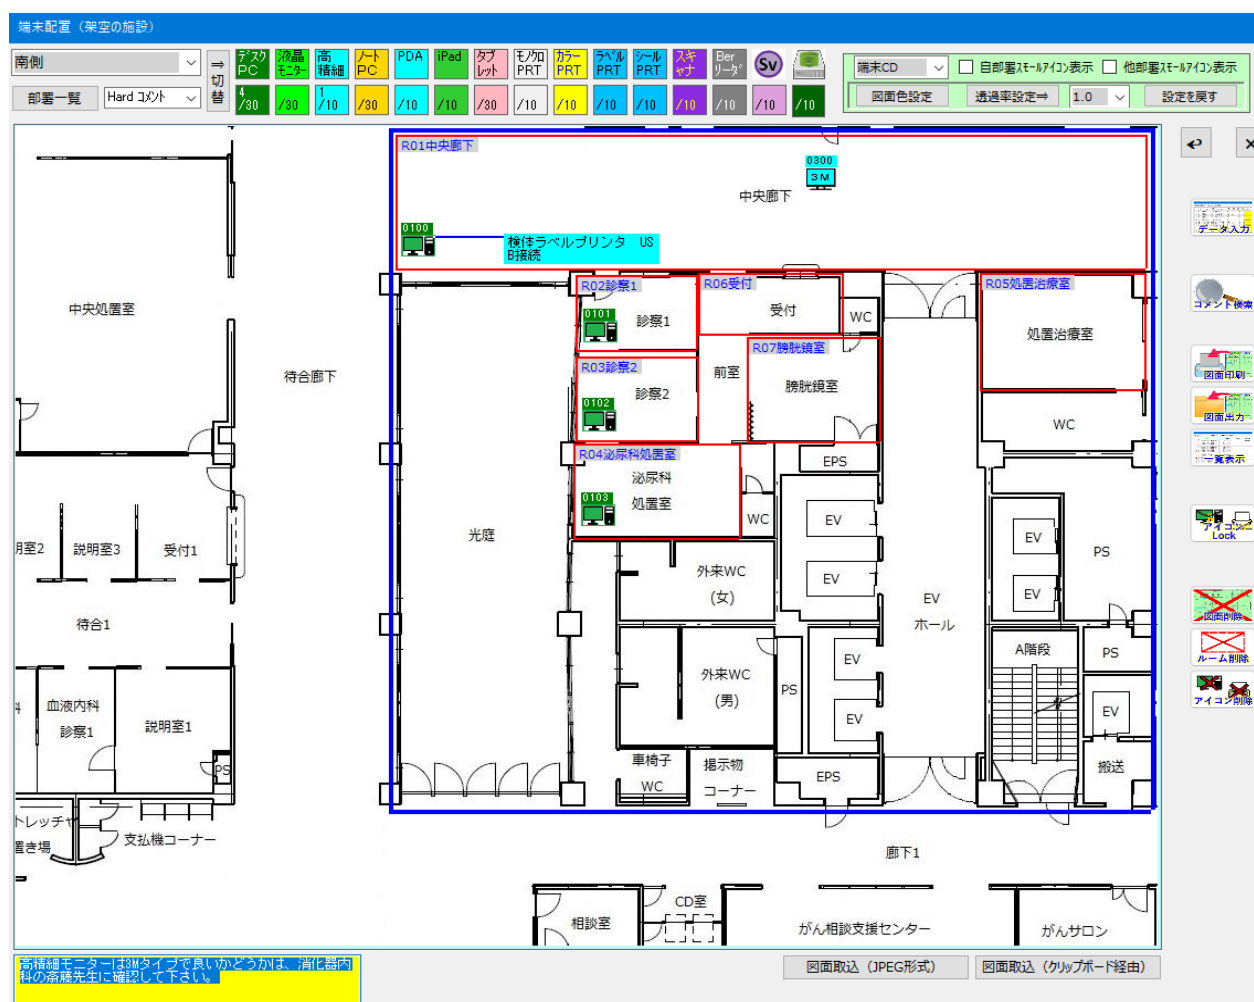 端末配置（架空の施設）
南側
部署一覧
Hard コメント
⇒
切
替
デスク
PC
液晶
モニター
高
精細
ノート
PC
PDA
iPad
タブ
レット
モノクロ
PRT
カラー
PRT
ラベル
PRT
シール
PRT
スキ
ャナ
Ber
リーダ
Sv
4
/30
/30
1
/10
/30
/10
/10
/30
/10
/10
/10
/10
/10
/10
/10
/10
端末CD
自部署スモールアイコン表示
他部署スモールアイコン表示
図面色設定
透過率設定⇒
1.0
設定を戻す
R01中央廊下
0300
3M
中央廊下
0100
検体ラベルプリンタ US
B接続
R02診察1
0101
診察1
R06受付
受付
WC
R05処置治療室
処置治療室
R03診察2
0102
診察2
前室
R07膀胱鏡室
膀胱鏡室
WC
R04泌尿科処置室
泌尿科
処置室
0103
EPS
WC
中央処置室
待合廊下
光庭
EV
EV
EV
EV
PS
EV
ホール
説明室3
受付1
待合1
外来WC
(女)
外来WC
(男)
PS
EV
EV
A階段
PS
EV
搬送
血液内科
診察1
説明室1
PS
車椅子
WC
掲示物
コーナー
EPS
トレッチャ
置き場
支払機コーナー
廊下1
相談室
CD室
がん相談支援センター
がんサロン
データ入力
コメント検索
図面印刷
図面出力
一覧表示
アイコン
Lock
図面削除
ルーム削除
アイコン削除
高精細モニターは3Mタイプで良いかどうかは、消化器内
科の斎藤先生に確認して下さい。
図面取込（JPEG形式）
図面取込（クリップボード経由）